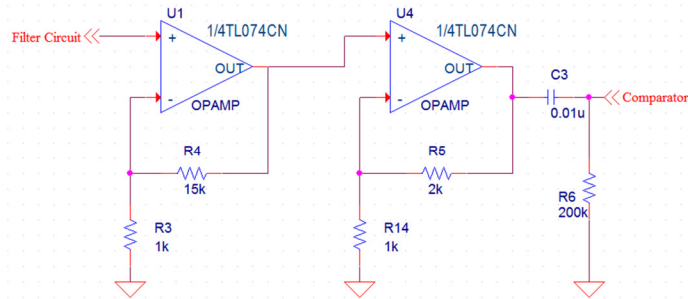 U1
1/4TL074CN
Filter Circuit
+
-
OUT
OPAMP
R4
15k
R3
1k
U4
1/4TL074CN
+
-
OUT
OPAMP
R5
2k
R14
1k
C3
0.01u
Comparator
R6
200k